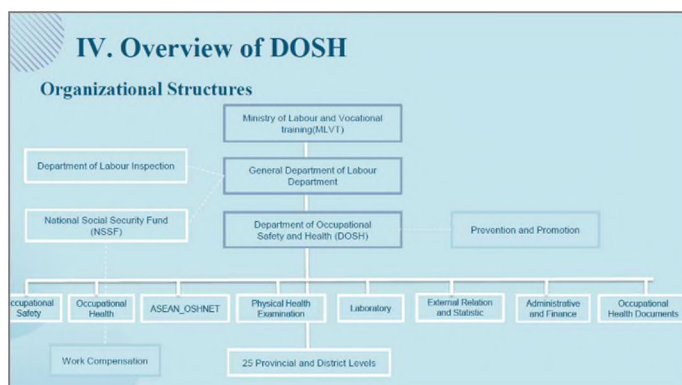 IV. Overview of DOSH
Organizational Structures
Ministry of Labour and Vocational
training(MLVT)
Department of Labour Inspection
General Department of Labour
Department
National Social Security Fund
(NSSF)
Department of Occupational
Safety and Health (DOSH)
Prevention and Promotion
ccupational
Safety
Occupational
Health
ASEAN_OSHNET
Physical Health
Examination
Laboratory
External Relation
and Statistic
Administrative
and Finance
Occupational
Health Documents
Work Compensation
25 Provincial and District Levels